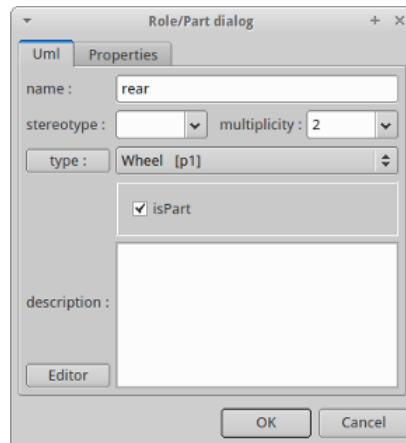 Role/Part dialog
Uml Properties
name : rear
stereotype : multiplicity : 2
type : Wheel [p1]
isPart
description :
Editor
OK Cancel